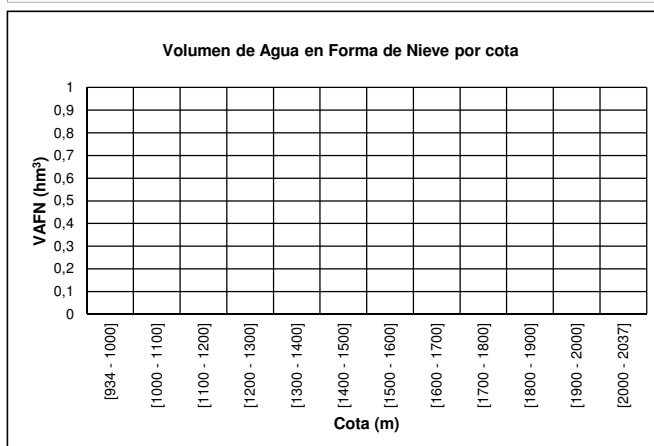 Volumen de Agua en Forma de Nieve por cota
VAFN (hm³)
1
0,9
0,8
0,7
0,6
0,5
0,4
0,3
0,2
0,1
0
[934 - 1000]
[1000 - 1100]
[1100 - 1200]
[1200 - 1300]
[1300 - 1400]
[1400 - 1500]
[1500 - 1600]
[1600 - 1700]
[1700 - 1800]
[1800 - 1900]
[1900 - 2000]
[2000 - 2037]
Cota (m)